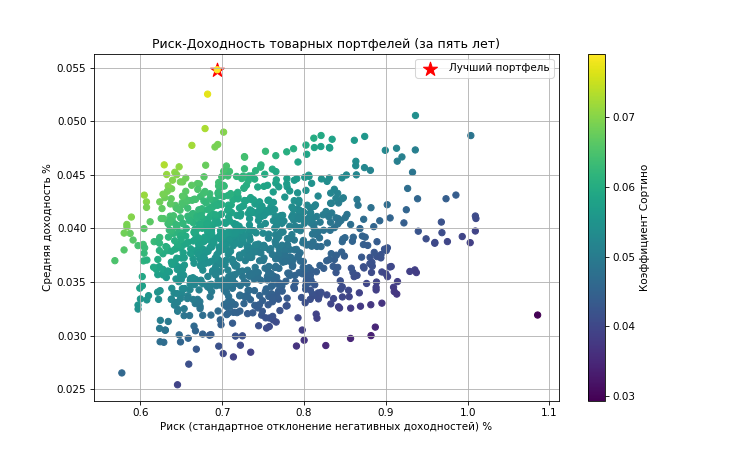 Риск-Доходность товарных портфелей (за пять лет)
Лучший портфель
Средняя доходность %
0.055
0.050
0.045
0.040
0.035
0.030
0.025
0.6 0.7 0.8 0.9 1.0 1.1
Риск (стандартное отклонение негативных доходностей) %
0.07
0.06
0.05
0.04
0.03
Коэффициент Сортино